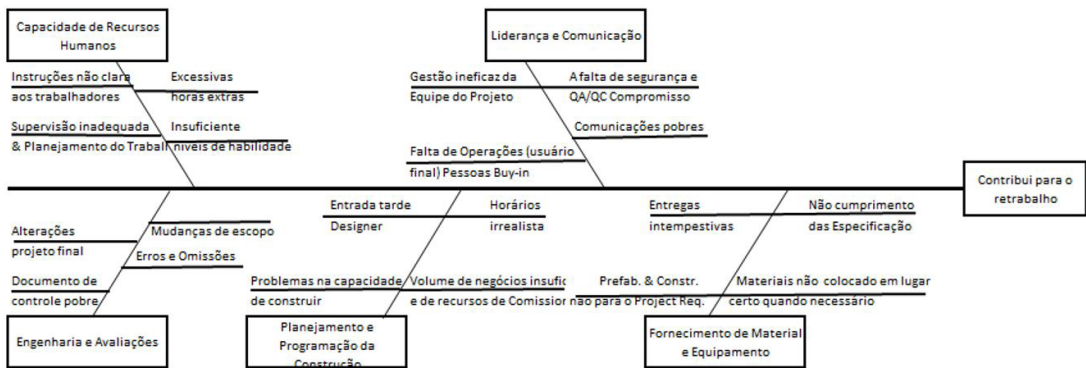 Capacidade de Recursos
Humanos
Liderança e Comunicação
Instruções não clara
aos trabalhadores
Excessivas
horas extras
Supervisão inadequada
& Planejamento do Traball
Insuficiente
níveis de habilidade
Gestão ineficaz da
Equipe do Projeto
A falta de segurança e
QA/QC Compromisso
Comunicações pobres
Falta de Operações (usuário
final) Pessoas Buy-in
Contribui para o
retrabalho
Alterações
projeto final
Mudanças de escopo
Erros e Omissões
Documento de
controle pobre
Entrada tarde
Designer
Horários
irrealista
Problemas na capacidade
de construir
Volume de negócios insufic
e de recursos de Comission
Entregas
intempestivas
Não cumprimento
das Especificação
Prefab. & Constr.
não para o Project Req.
Materiais não colocado em lugar
certo quando necessário
Engenharia e Avaliações
Planejamento e
Programação da
Construção
Fornecimento de Material
e Equipamento